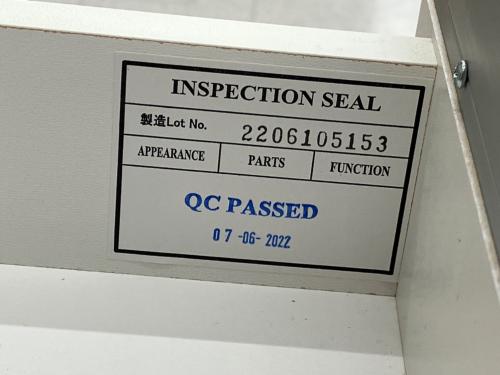 INSPECTION SEAL
製造Lot No. 2206105153
APPEARANCE PARTS FUNCTION
QC PASSED
07 -06- 2022